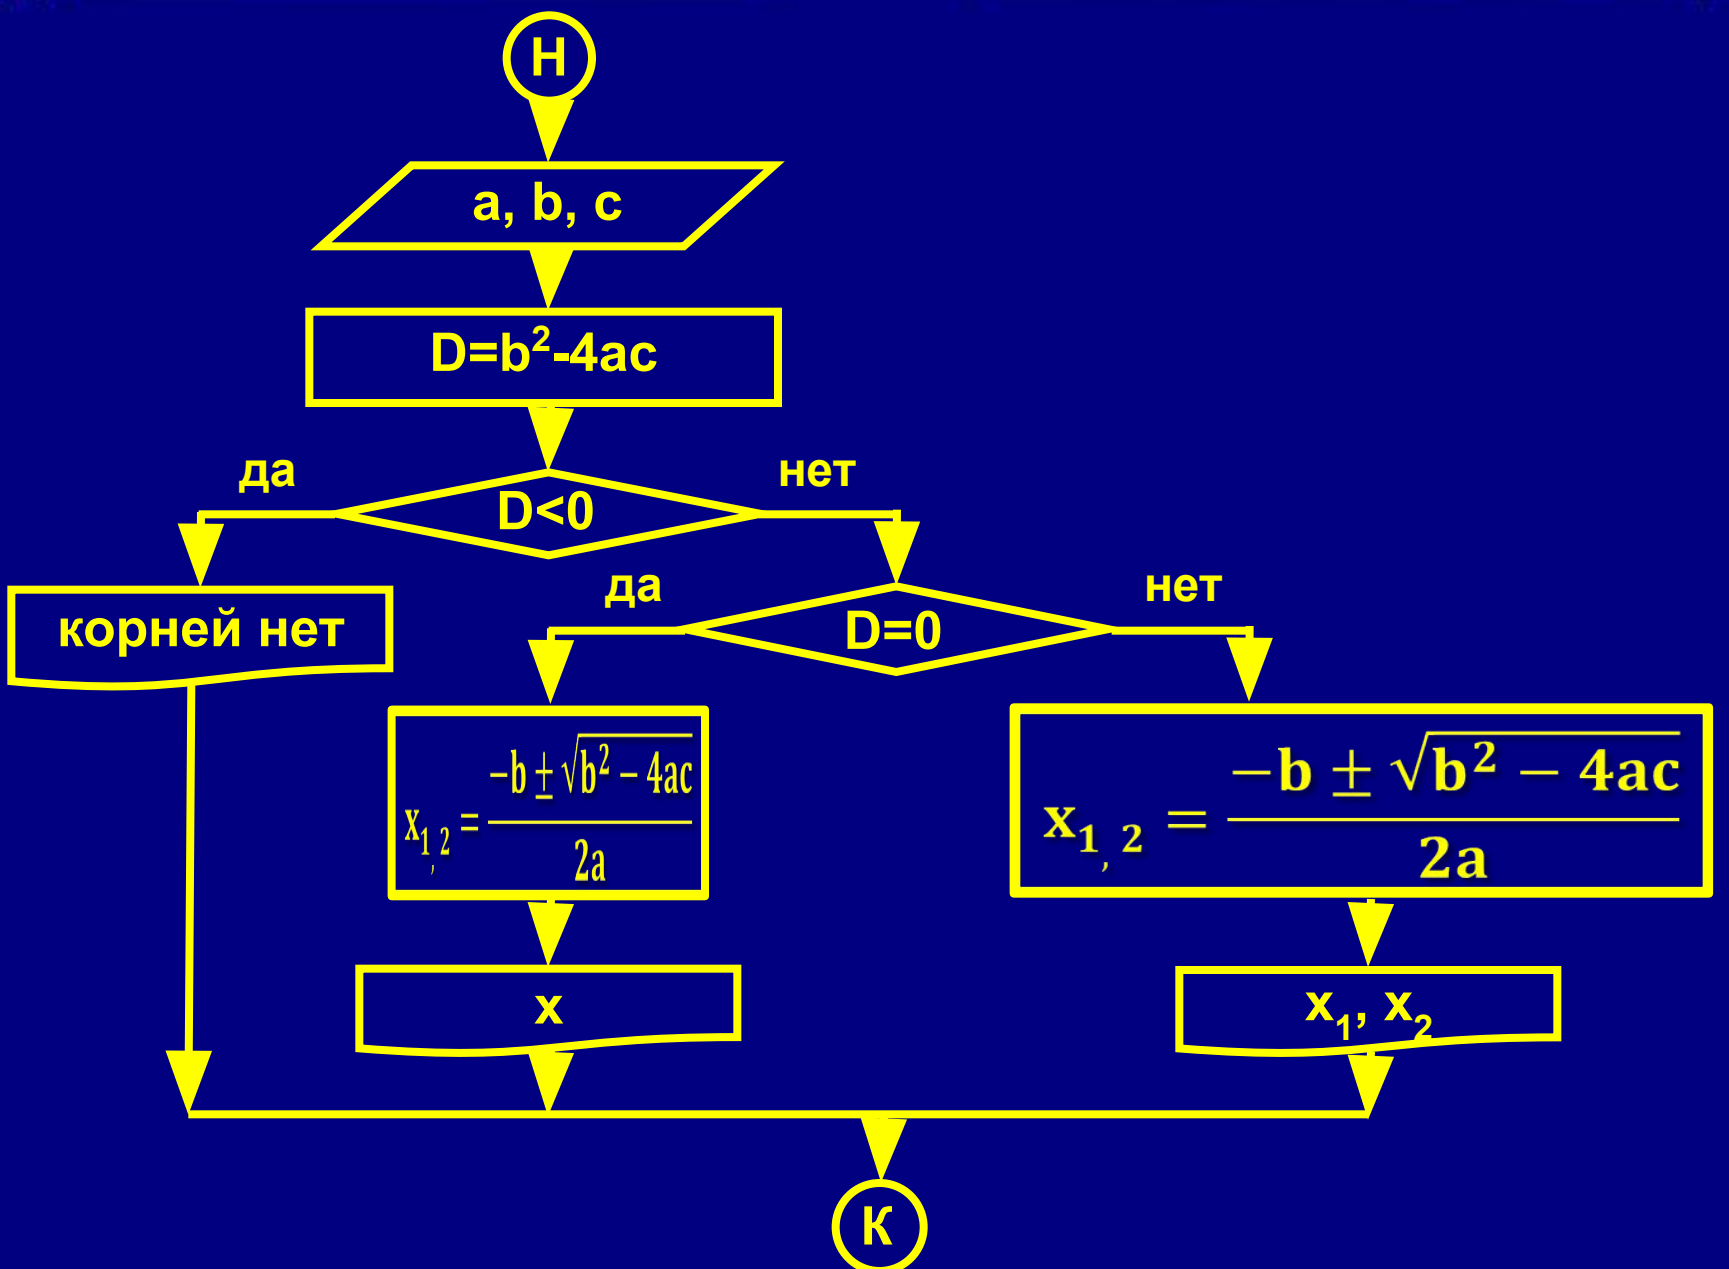 Н
a, b, c
D=b²-4ac
да
нет
D<0
да
нет
корней нет
D=0
x₁, ₂ = (−b ± √(b² − 4ac)) / 2a
x₁, ₂ = (−b ± √(b² − 4ac)) / 2a
x
x₁, x₂
К